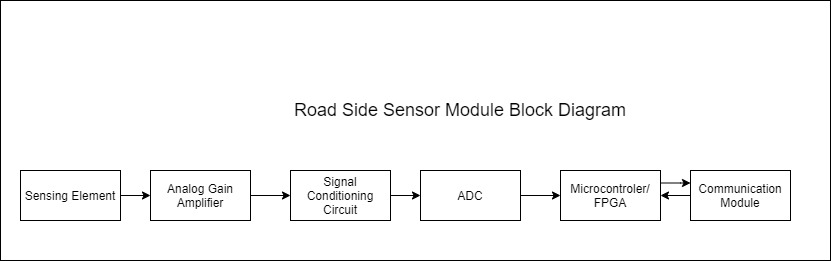 Road Side Sensor Module Block Diagram
Sensing Element
Analog Gain
Amplifier
Signal
Conditioning
Circuit
ADC
Microcontroler/
FPGA
Communication
Module